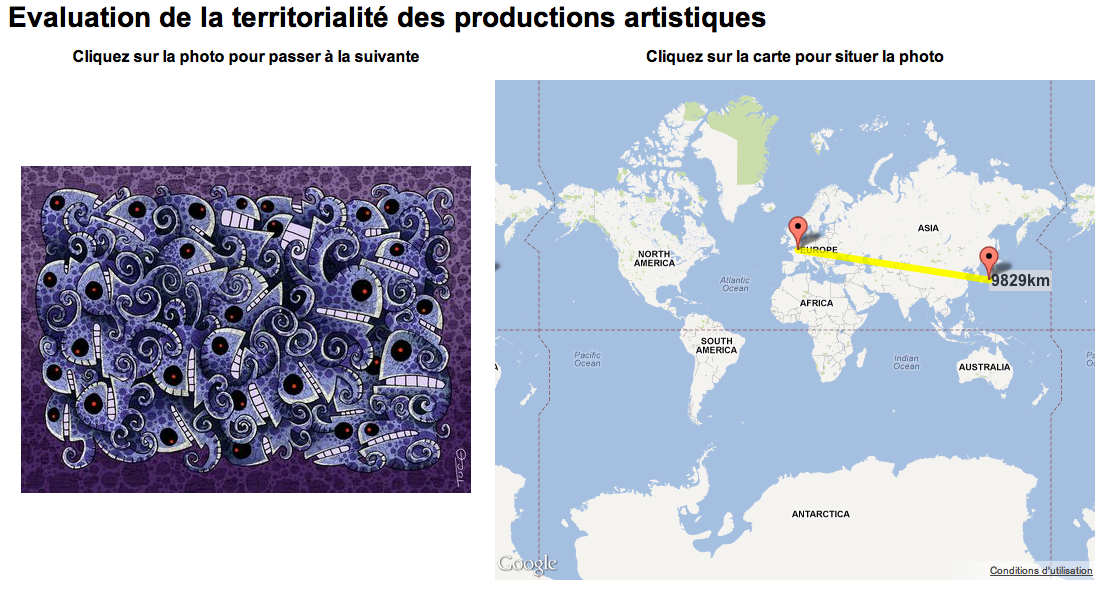 Evaluation de la territorialité des productions artistiques
Cliquez sur la photo pour passer à la suivante
Cliquez sur la carte pour situer la photo
TUCO
NORTH
AMERICA
Atlantic
Ocean
EUROPE
ASIA
9829km
AFRICA
SOUTH
AMERICA
Pacific
Ocean
Indian
Ocean
AUSTRALIA
A
P
Oc
ANTARCTICA
Google
Conditions d'utilisation